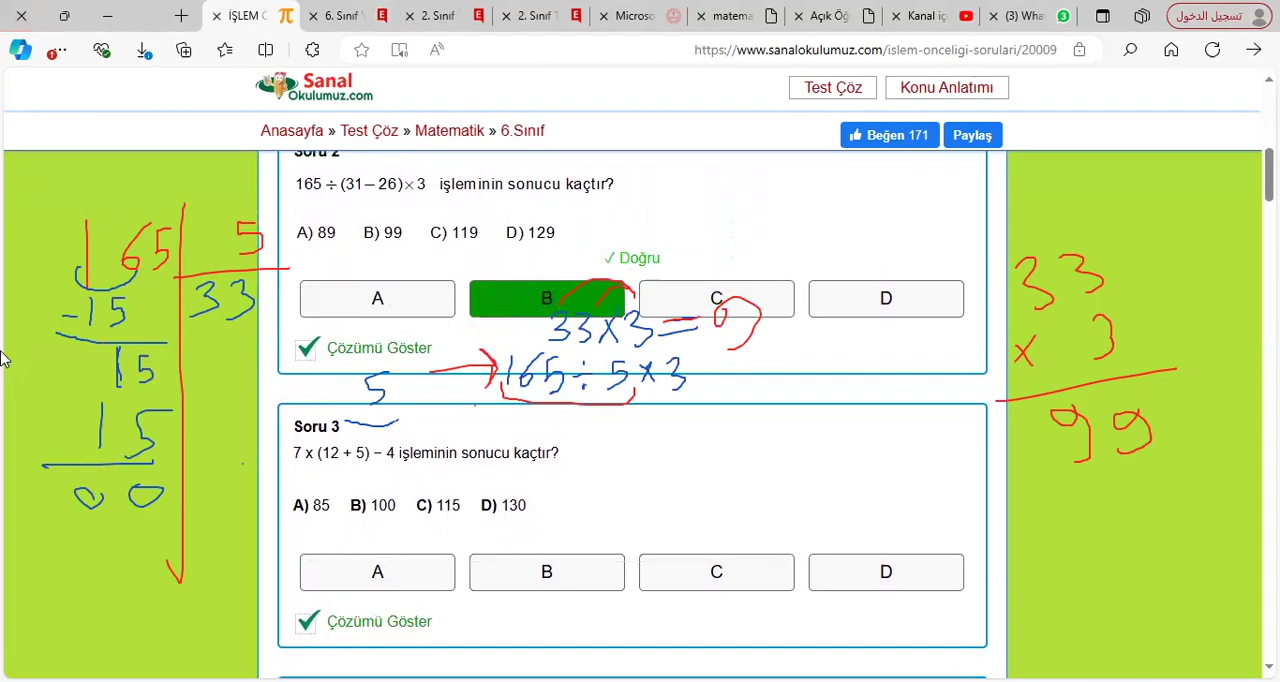 İŞLEM Ö
6. Sınıf
2. Sınıf
2. Sınıf T
Microso
matema
Açık Öğ
Kanal iç
(3) Wha
3
تسجيل الدخول
https://www.sanalokulumuz.com/islem-onceligi-sorulari/20009
Sanal
Okulumuz.com
Test Çöz
Konu Anlatımı
Anasayfa » Test Çöz » Matematik » 6.Sınıf
Beğen 171
Paylaş
Soru 2
165 ÷ (31 – 26) × 3 işleminin sonucu kaçtır?
A) 89 B) 99 C) 119 D) 129
✓ Doğru
A
B
C
D
Çözümü Göster
165 5
33
-15
15
15
00
33×3=9
165÷5×3
5
33
x 3
99
Soru 3
7 x (12 + 5) – 4 işleminin sonucu kaçtır?
A) 85 B) 100 C) 115 D) 130
A
B
C
D
Çözümü Göster